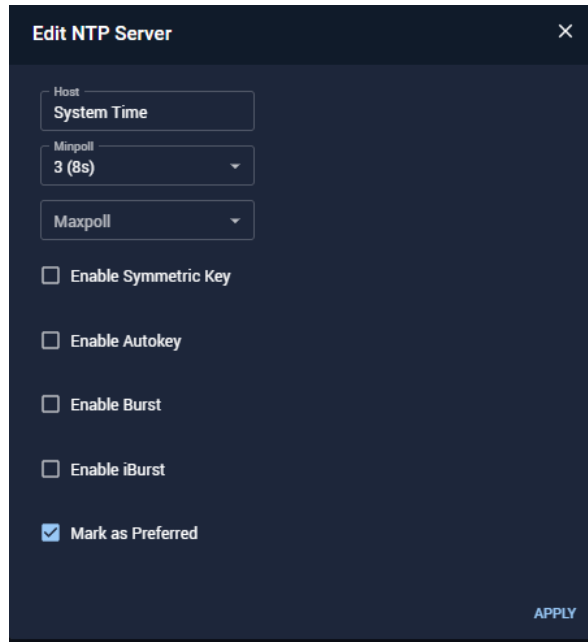 Edit NTP Server
Host
System Time
Minpoll
3 (8s)
Maxpoll
Enable Symmetric Key
Enable Autokey
Enable Burst
Enable iBurst
Mark as Preferred
APPLY